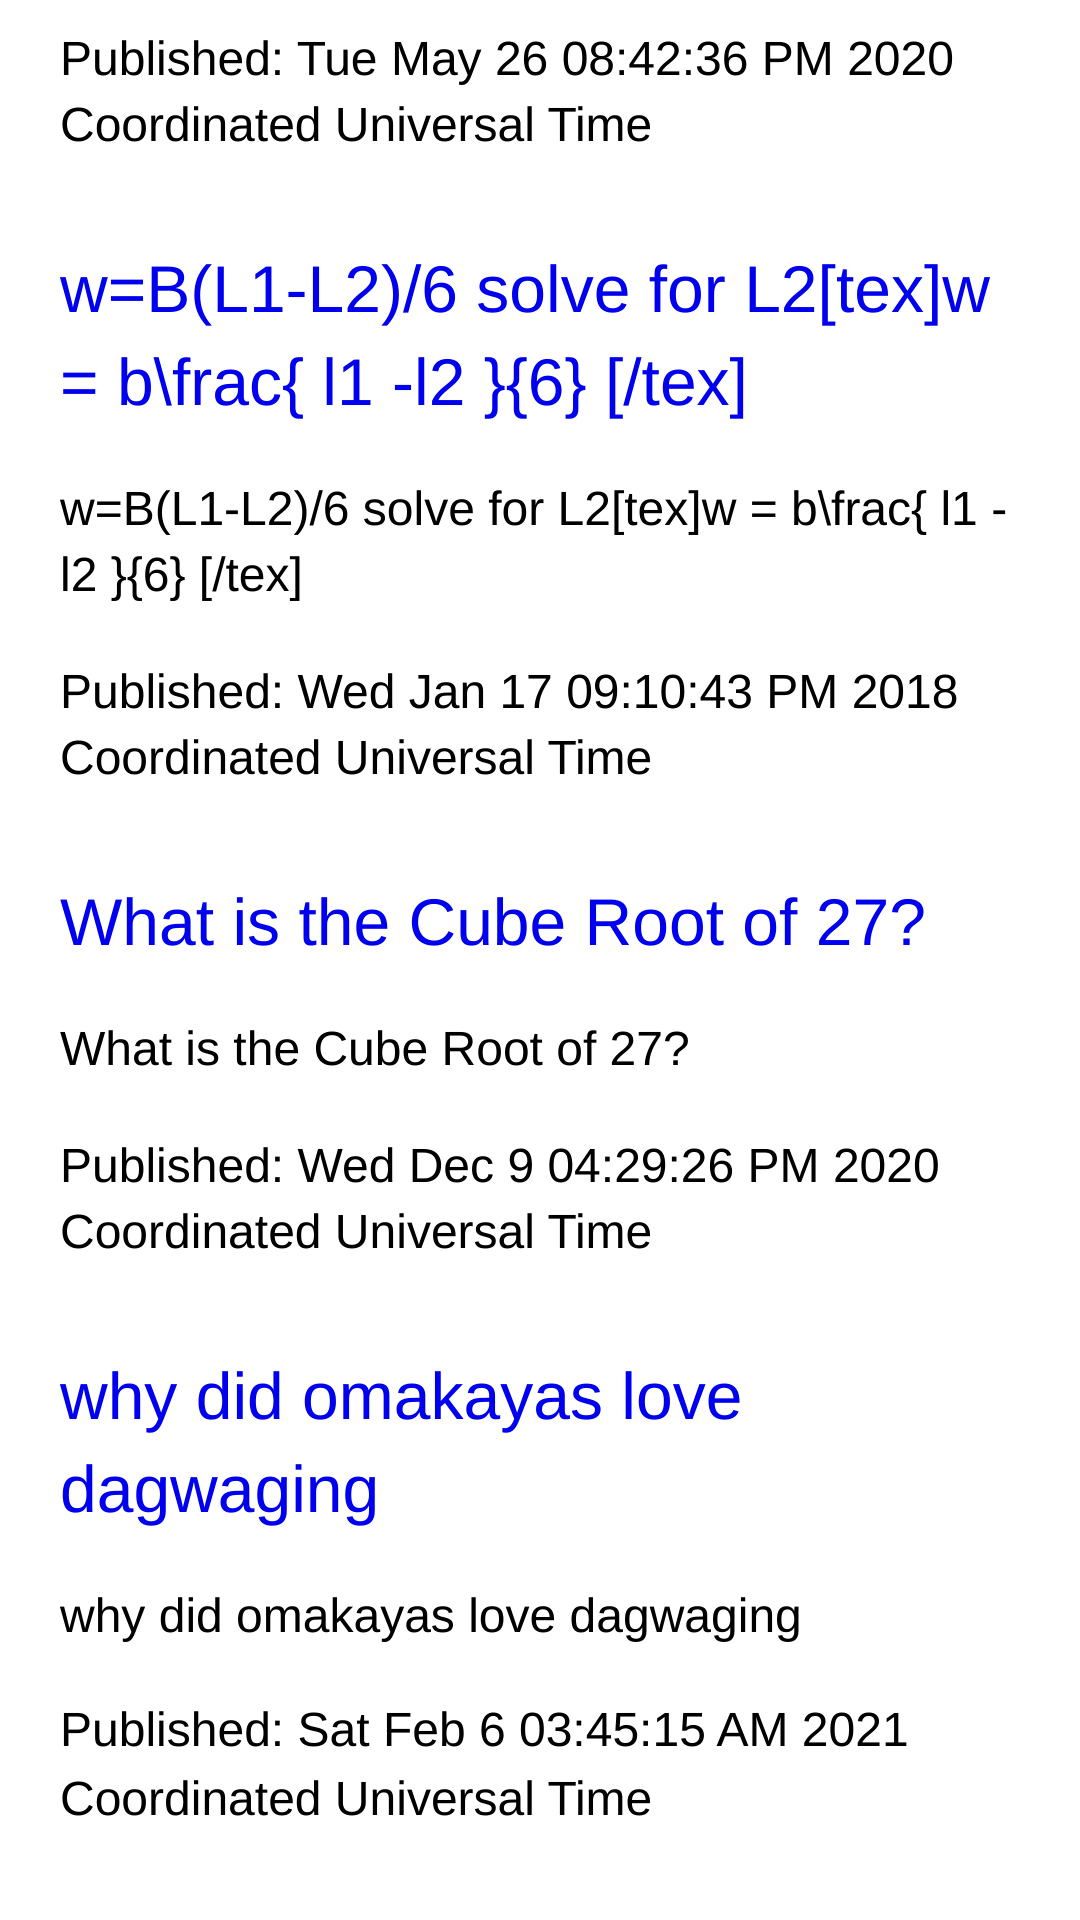 Published: Tue May 26 08:42:36 PM 2020
Coordinated Universal Time
w=B(L1-L2)/6 solve for L2[tex]w
= b\frac{ l1 -l2 }{6} [/tex]
w=B(L1-L2)/6 solve for L2[tex]w = b\frac{ l1 -
l2 }{6} [/tex]
Published: Wed Jan 17 09:10:43 PM 2018
Coordinated Universal Time
What is the Cube Root of 27?
What is the Cube Root of 27?
Published: Wed Dec 9 04:29:26 PM 2020
Coordinated Universal Time
why did omakayas love
dagwaging
why did omakayas love dagwaging
Published: Sat Feb 6 03:45:15 AM 2021
Coordinated Universal Time